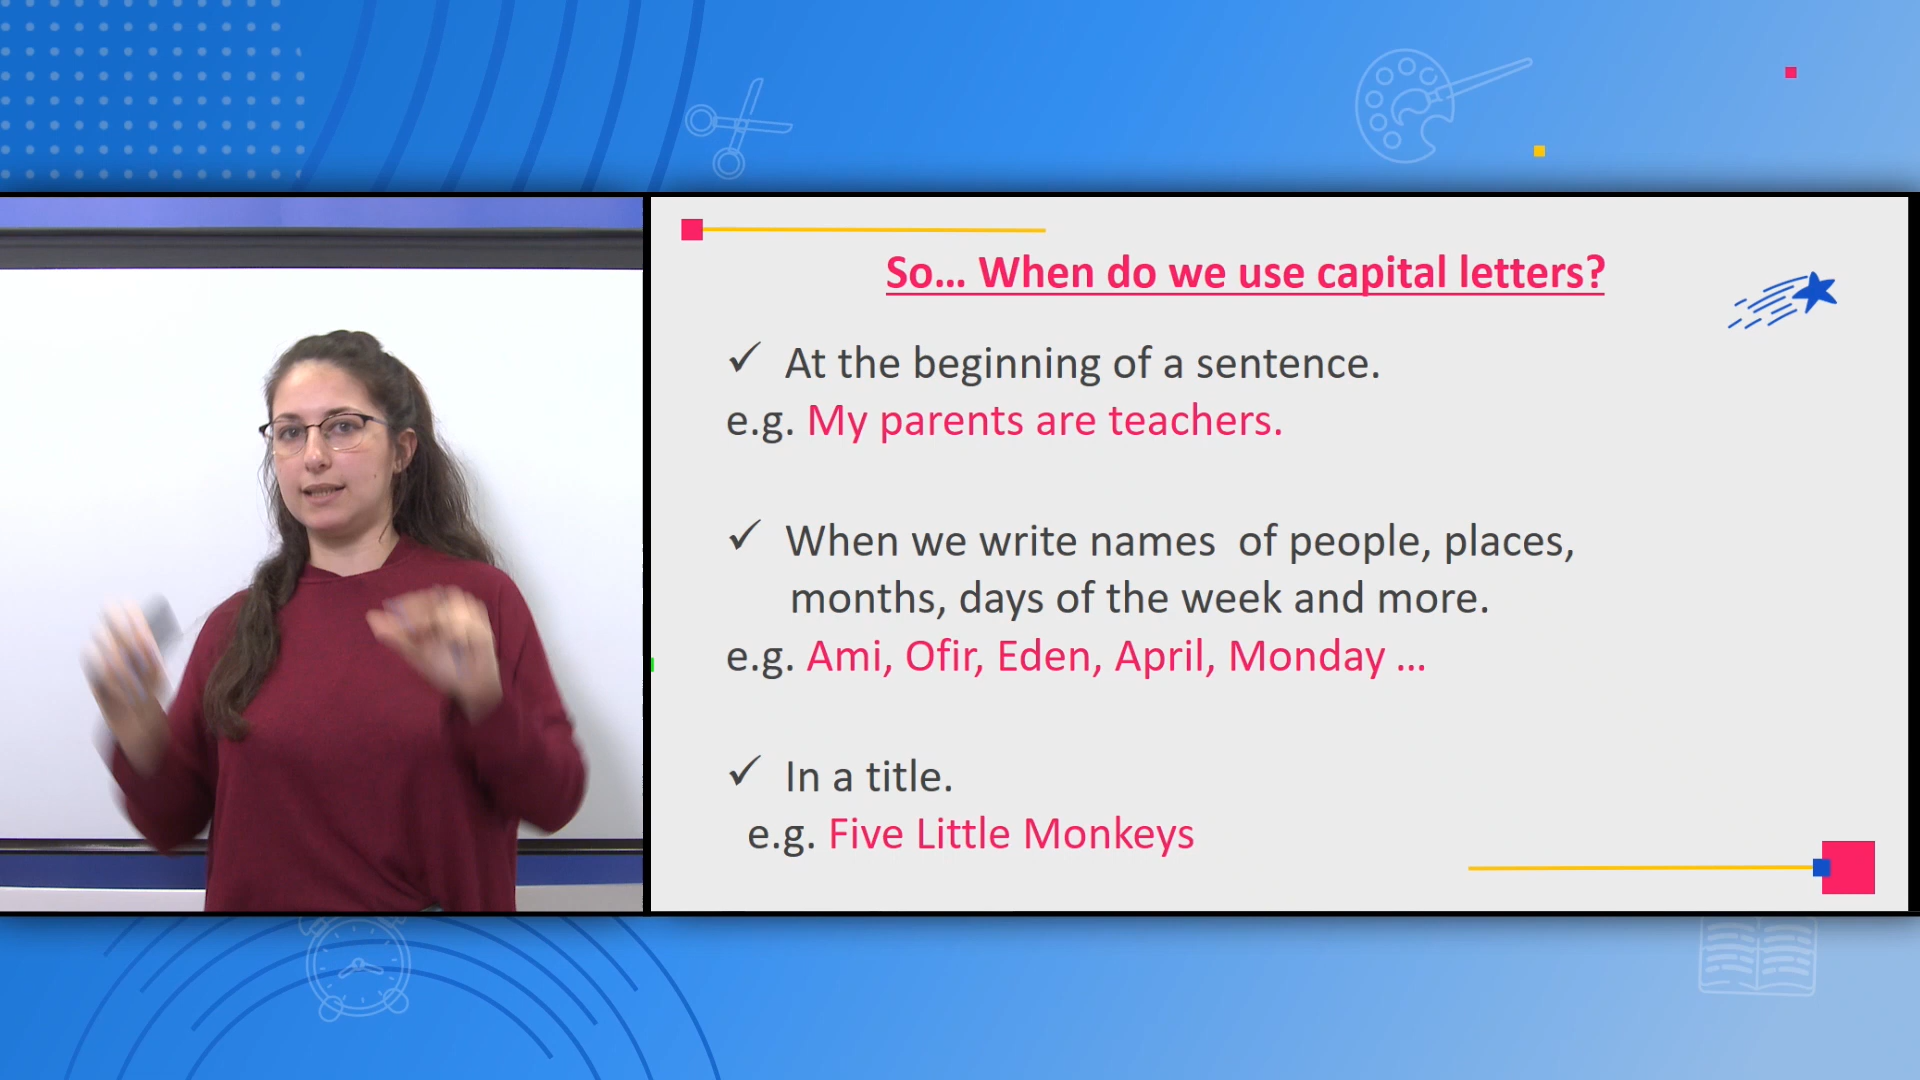 So... When do we use capital letters?
✓ At the beginning of a sentence.
e.g. My parents are teachers.
✓ When we write names of people, places,
months, days of the week and more.
e.g. Ami, Ofir, Eden, April, Monday ...
✓ In a title.
e.g. Five Little Monkeys